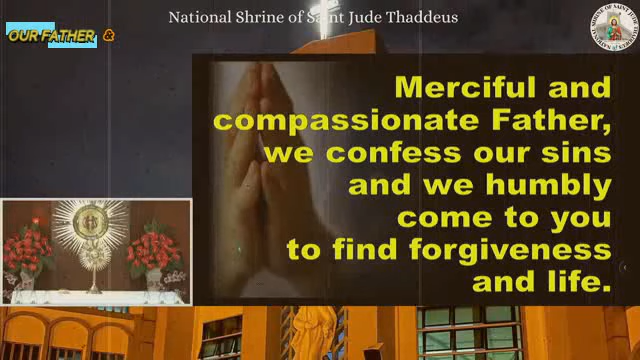 National Shrine of Saint Jude Thaddeus
OUR FATHER &
Merciful and
compassionate Father,
we confess our sins
and we humbly
come to you
to find forgiveness
and life.